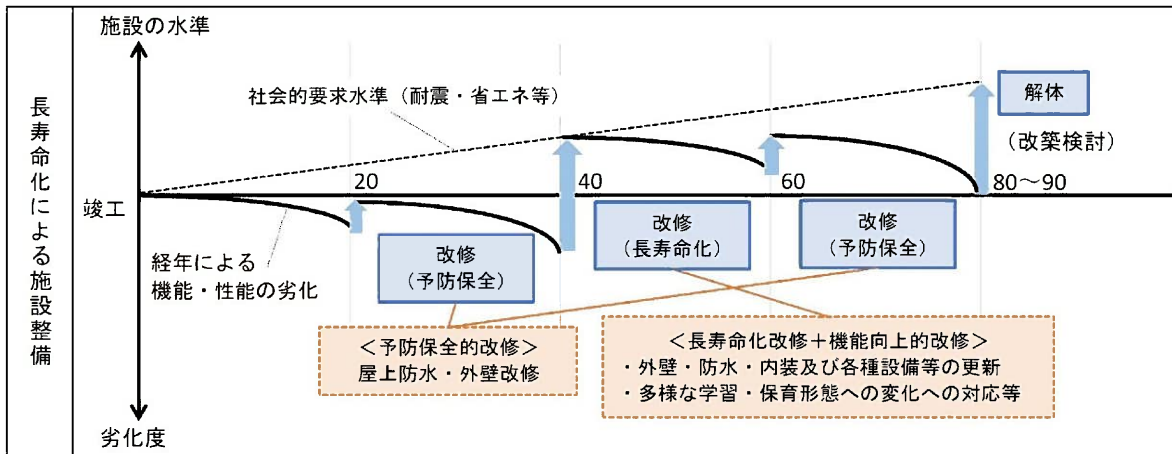 長寿命化による施設整備
施設の水準
社会的要求水準（耐震・省エネ等）
解体
（改築検討）
竣工
20
40
60
80～90
経年による
機能・性能の劣化
改修
（予防保全）
改修
（長寿命化）
改修
（予防保全）
＜予防保全的改修＞
屋上防水・外壁改修
＜長寿命化改修＋機能向上的改修＞
・外壁・防水・内装及び各種設備等の更新
・多様な学習・保育形態への変化への対応等
劣化度